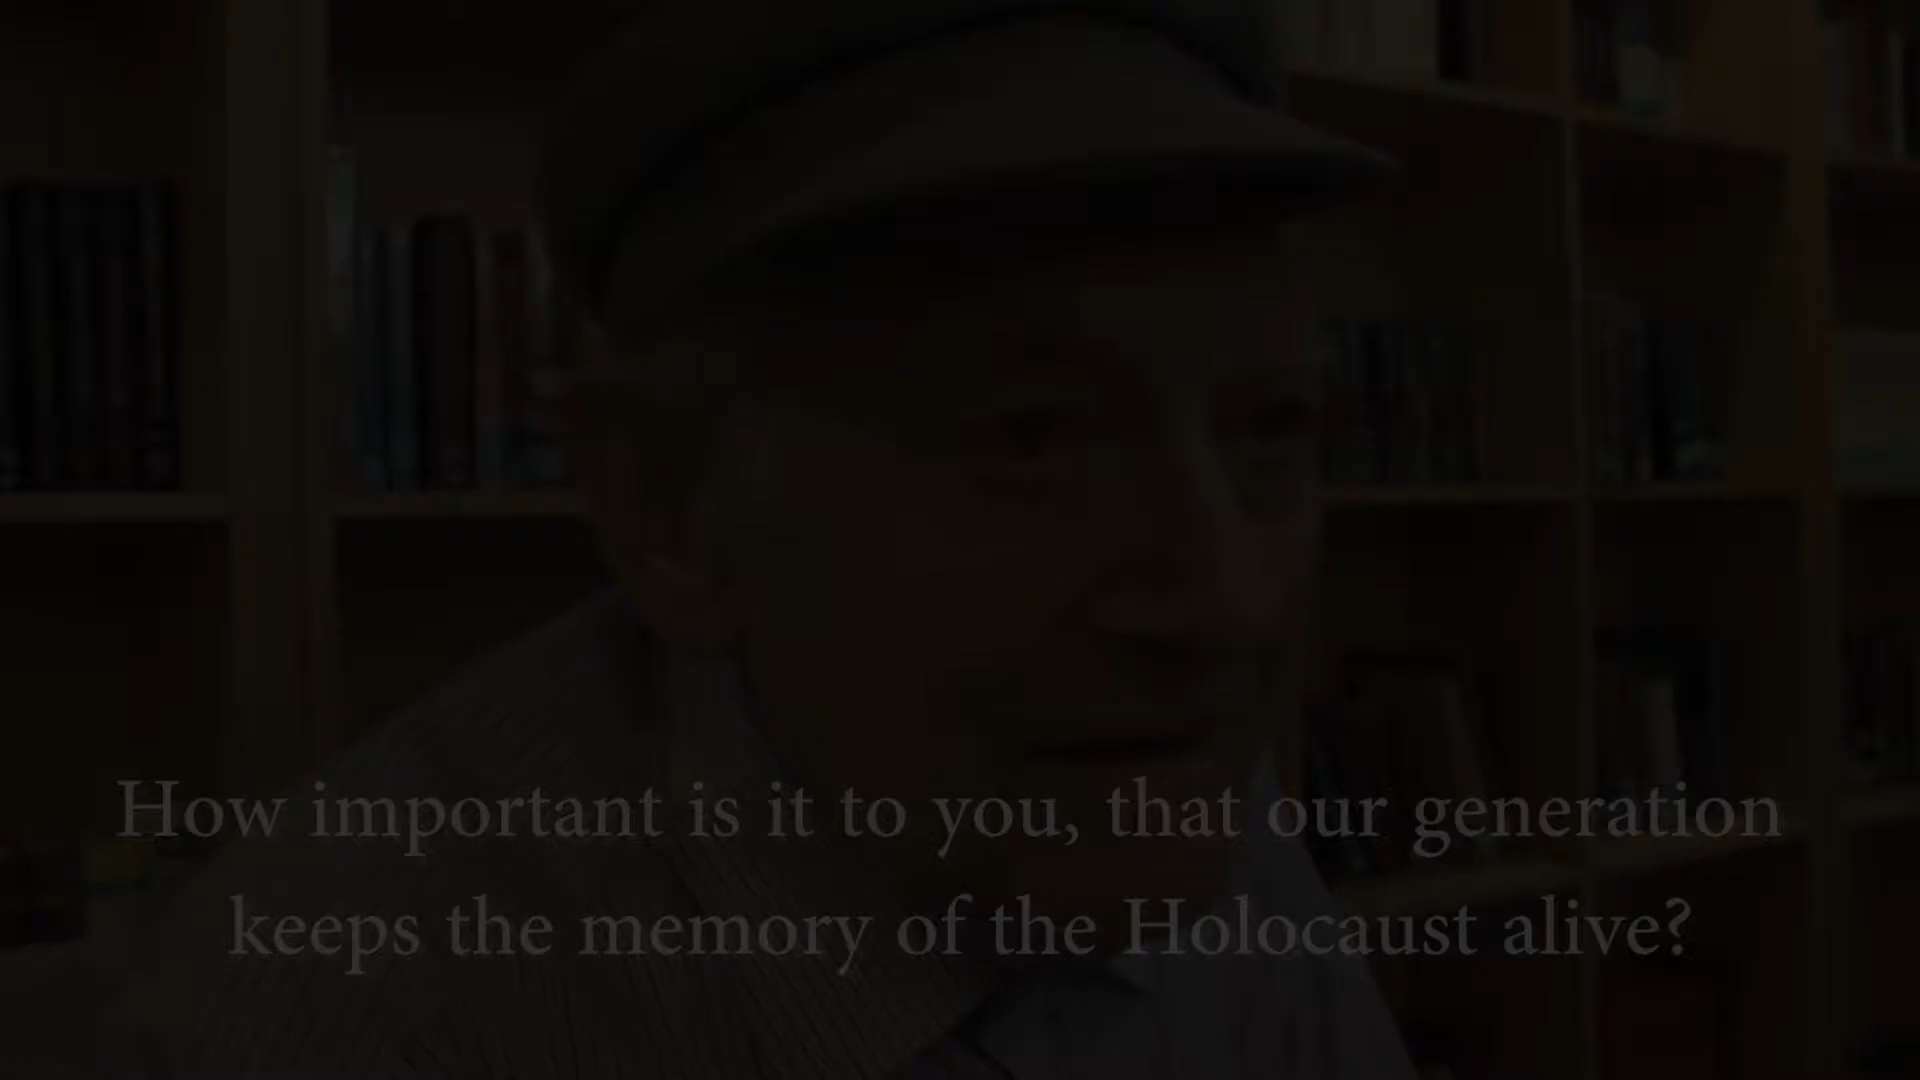 How important is it to you, that our generation
keeps the memory of the Holocaust alive?